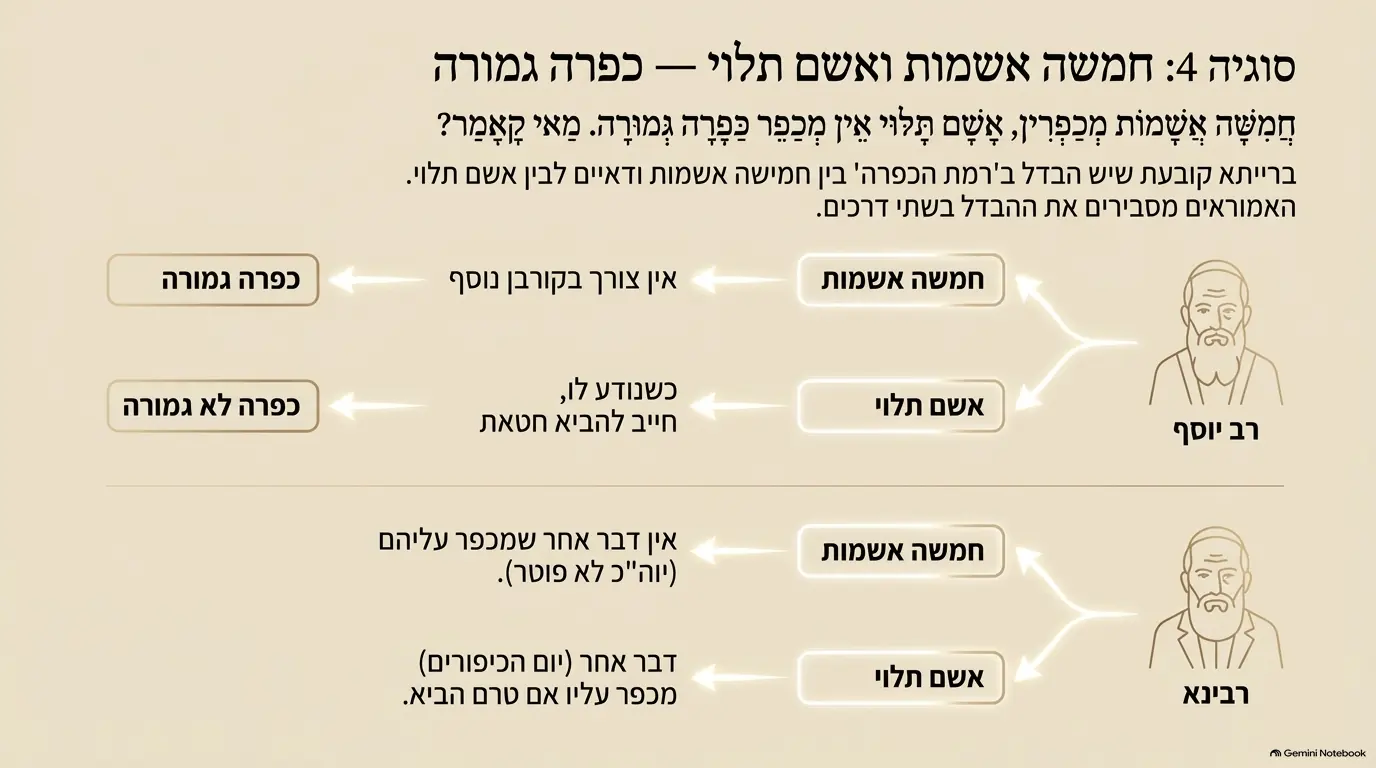 סוגיה 4: חמשה אשמות ואשם תלוי — כפרה גמורה
חֲמִשָּׁה אֲשָׁמוֹת מְכַפְּרִין, אָשָׁם תָּלוּי אֵין מְכַפֵּר כַּפָּרָה גְּמוּרָה. מַאי קָאָמַר?
ברייתא קובעת שיש הבדל ב'רמת הכפרה' בין חמישה אשמות ודאיים לבין אשם תלוי.
האמוראים מסבירים את ההבדל בשתי דרכים.
רב יוסף
חמשה אשמות
אין צורך בקורבן נוסף
כפרה גמורה
אשם תלוי
כשנודע לו,
חייב להביא חטאת
כפרה לא גמורה
רבינא
חמשה אשמות
אין דבר אחר שמכפר עליהם
(יוה"כ לא פוטר).
אשם תלוי
דבר אחר (יום הכיפורים)
מכפר עליו אם טרם הביא.
Gemini Notebook